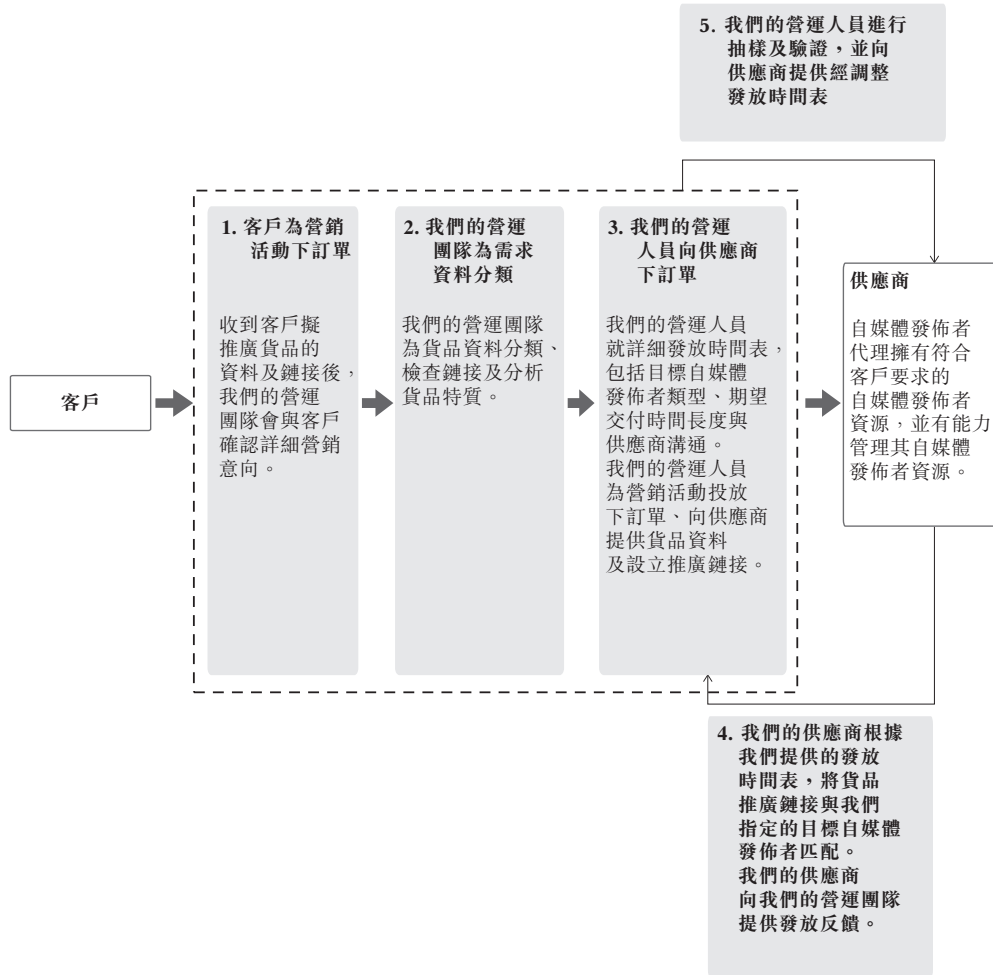 5. 我們的營運人員進行
抽樣及驗證，並向
供應商提供經調整
發放時間表
客戶
1. 客戶為營銷
活動下訂單
收到客戶擬
推廣貨品的
資料及鏈接後，
我們的營運
團隊會與客戶
確認詳細營銷
意向。
2. 我們的營運
團隊為需求
資料分類
我們的營運團隊
為貨品資料分類、
檢查鏈接及分析
貨品特質。
3. 我們的營運
人員向供應商
下訂單
我們的營運人員
就詳細發放時間表，
包括目標自媒體
發佈者類型、期望
交付時間長度與
供應商溝通。
我們的營運人員
為營銷活動投放
下訂單、向供應商
提供貨品資料
及設立推廣鏈接。
供應商
自媒體發佈者
代理擁有符合
客戶要求的
自媒體發佈者
資源，並有能力
管理其自媒體
發佈者資源。
4. 我們的供應商根據
我們提供的發放
時間表，將貨品
推廣鏈接與我們
指定的目標自媒體
發佈者匹配。
我們的供應商
向我們的營運團隊
提供發放反饋。